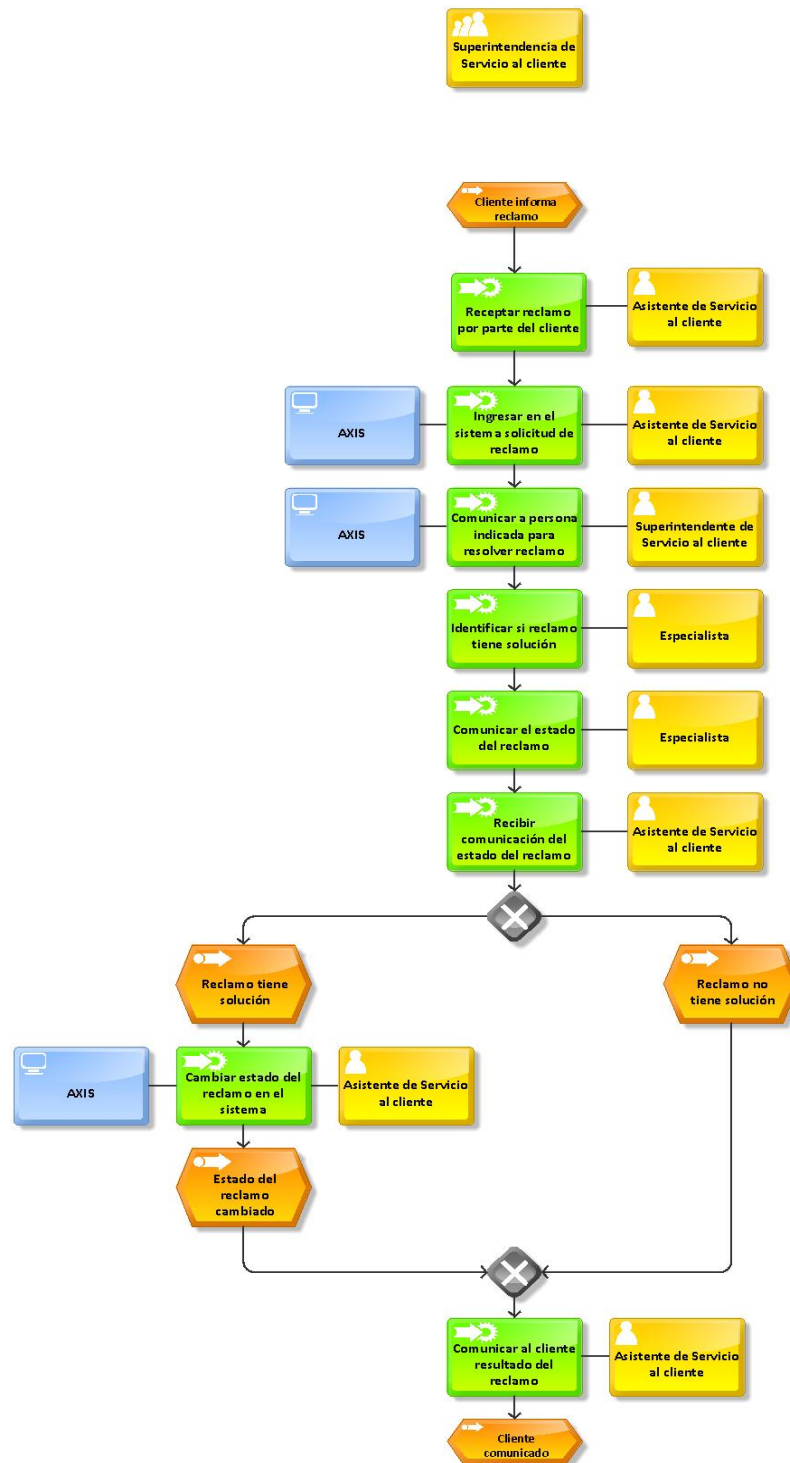 Superintendencia de
Servicio al cliente
Cliente informa
reclamo
Receptar reclamo
por parte del cliente
Asistente de Servicio
al cliente
AXIS
Ingresar en el
sistema solicitud de
reclamo
Asistente de Servicio
al cliente
AXIS
Comunicar a persona
indicada para
resolver reclamo
Superintendente de
Servicio al cliente
Identificar si reclamo
tiene solución
Especialista
Comunicar el estado
del reclamo
Especialista
Recibir
comunicación del
estado del reclamo
Asistente de Servicio
al cliente
Reclamo tiene
solución
Reclamo no
tiene solución
AXIS
Cambiar estado del
reclamo en el
sistema
Asistente de Servicio
al cliente
Estado del
reclamo
cambiado
Comunicar al cliente
resultado del
reclamo
Asistente de Servicio
al cliente
Cliente
comunicado